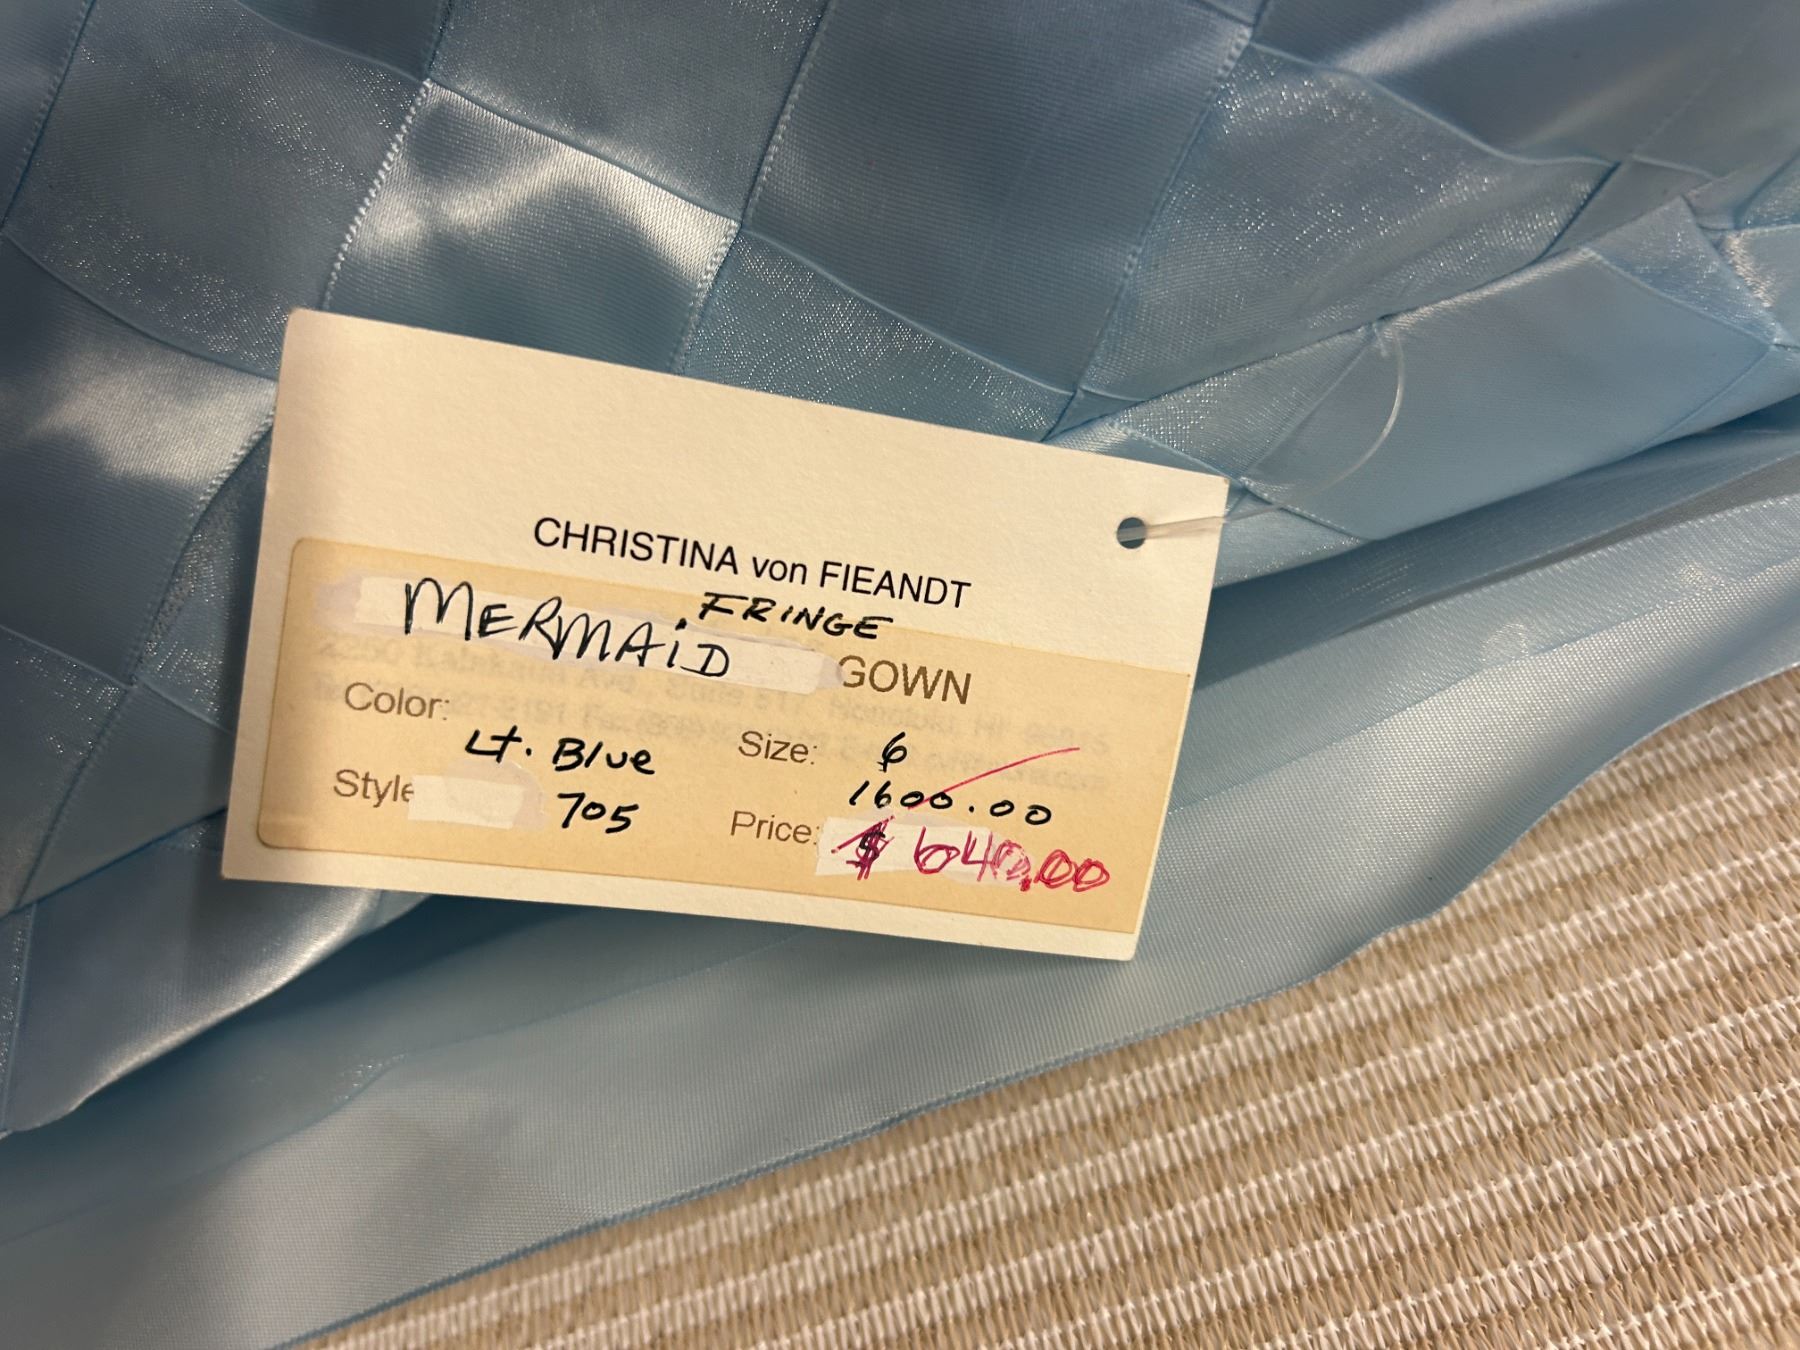 CHRISTINA von FIEANDT
FRINGE
MERMAID GOWN
Color: Lt. Blue
Size: 6
Style 705
1600.00
Price: $640.00